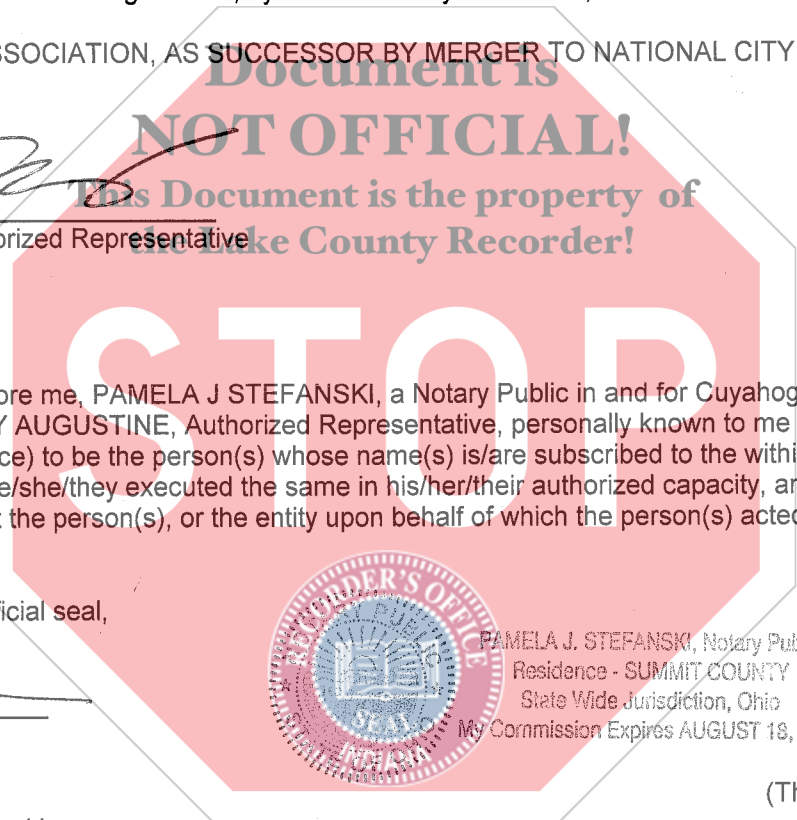 SSOCIATION, AS SUCCESSOR BY MERGER TO NATIONAL CITY
Document is
NOT OFFICIAL!
This Document is the property of
the Lake County Recorder!
orized Representative
STOP
ore me, PAMELA J STEFANSKI, a Notary Public in and for Cuyahog
Y AUGUSTINE, Authorized Representative, personally known to me
ce) to be the person(s) whose name(s) is/are subscribed to the withi
e/she/they executed the same in his/her/their authorized capacity, an
t the person(s), or the entity upon behalf of which the person(s) acted
icial seal,
RECORDER'S OFFICE
SEAL
INDIANA
PAMELA J. STEFANSKI, Notary Pub
Residence - SUMMIT COUNTY
State Wide Jurisdiction, Ohio
My Commission Expires AUGUST 18,
(Th